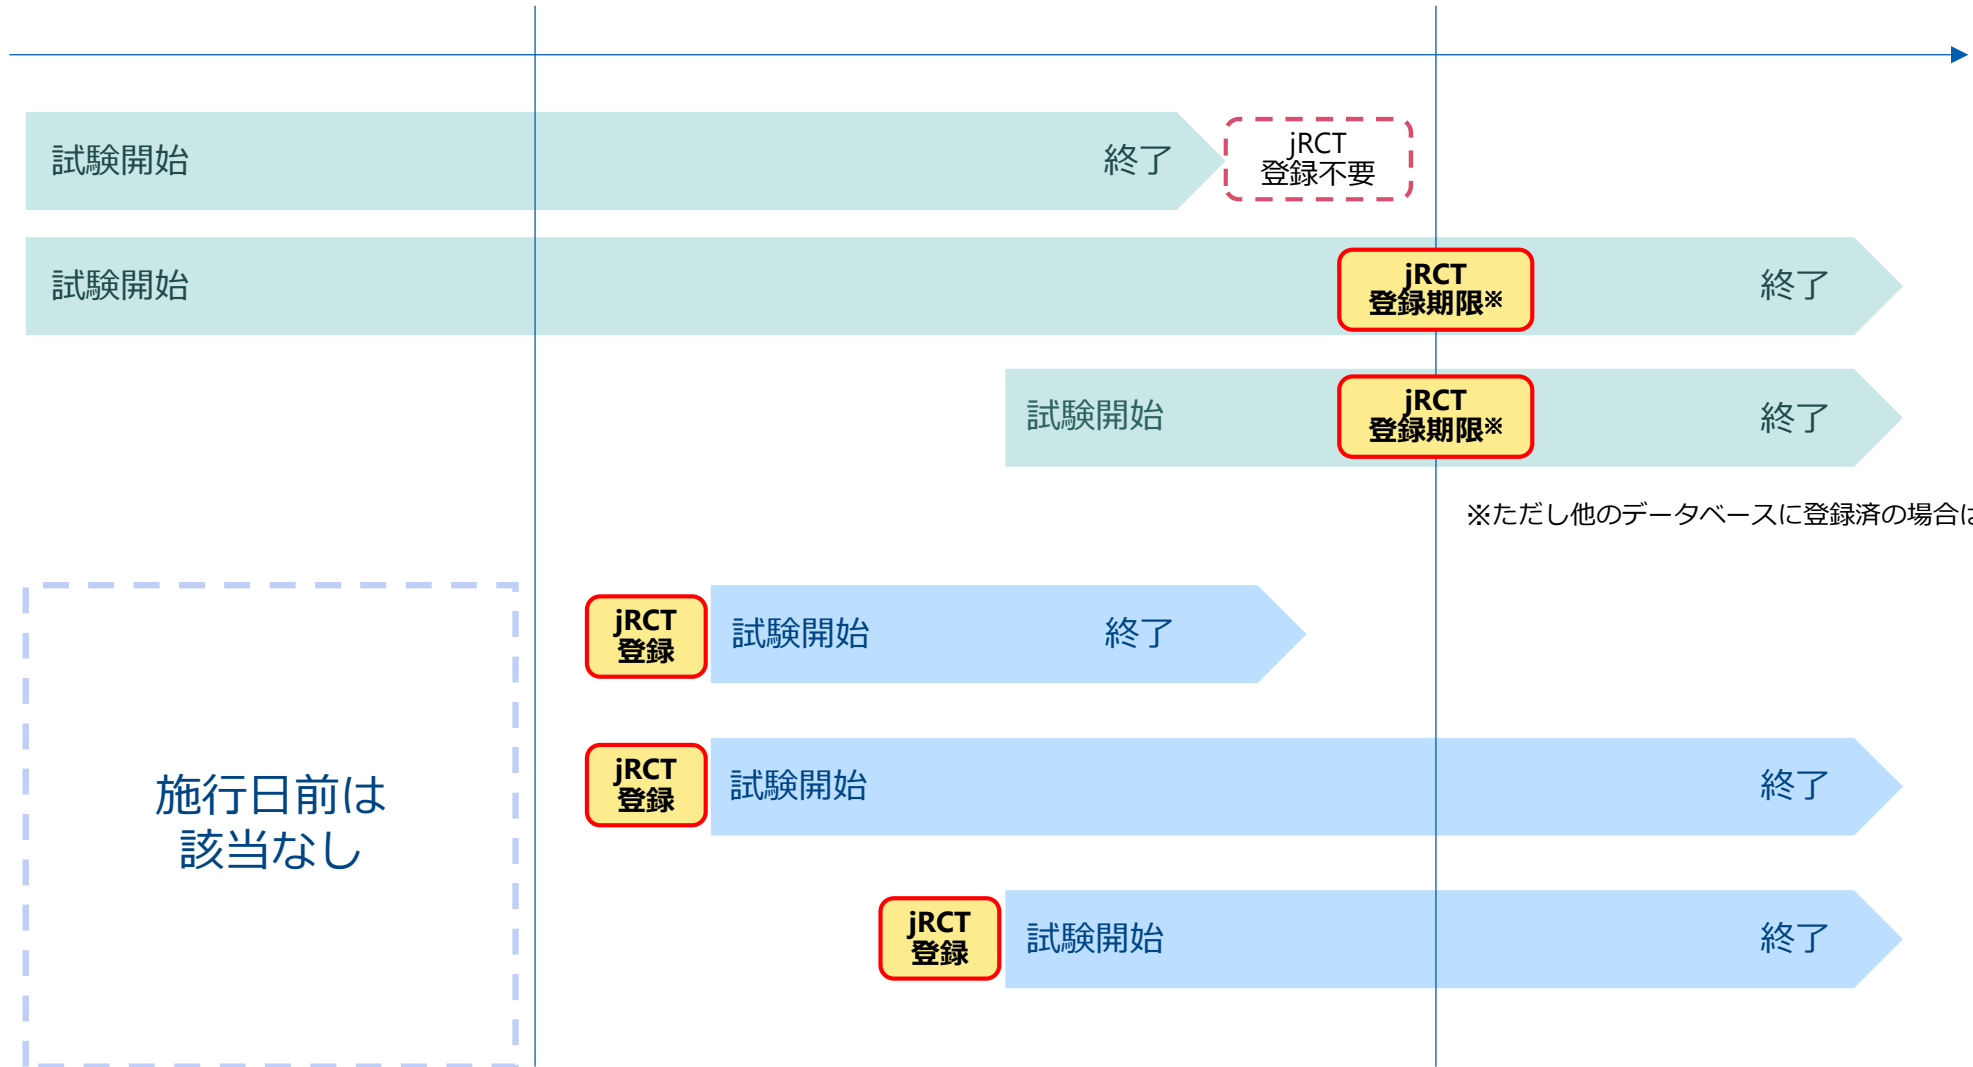 試験開始
終了
jRCT
登録不要
試験開始
jRCT
登録期限※
終了
試験開始
jRCT
登録期限※
終了
※ただし他のデータベースに登録済の場合は
jRCT
登録
試験開始
終了
施行日前は
該当なし
jRCT
登録
試験開始
終了
jRCT
登録
試験開始
終了